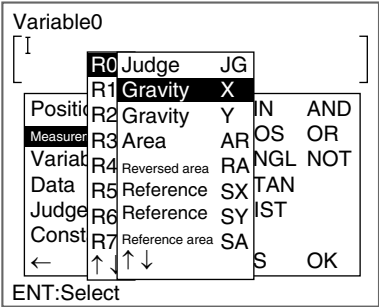 Variable0
R0 Judge JG
R1 Gravity X
Positio R2 Gravity Y IN AND
Measurem R3 Area AR OS OR
Variab R4 Reversed area RA NGL NOT
Data R5 Reference SX TAN
Judge R6 Reference SY IST
Const R7 Reference area SA
← ↑↓ ↑↓ S OK
ENT:Select